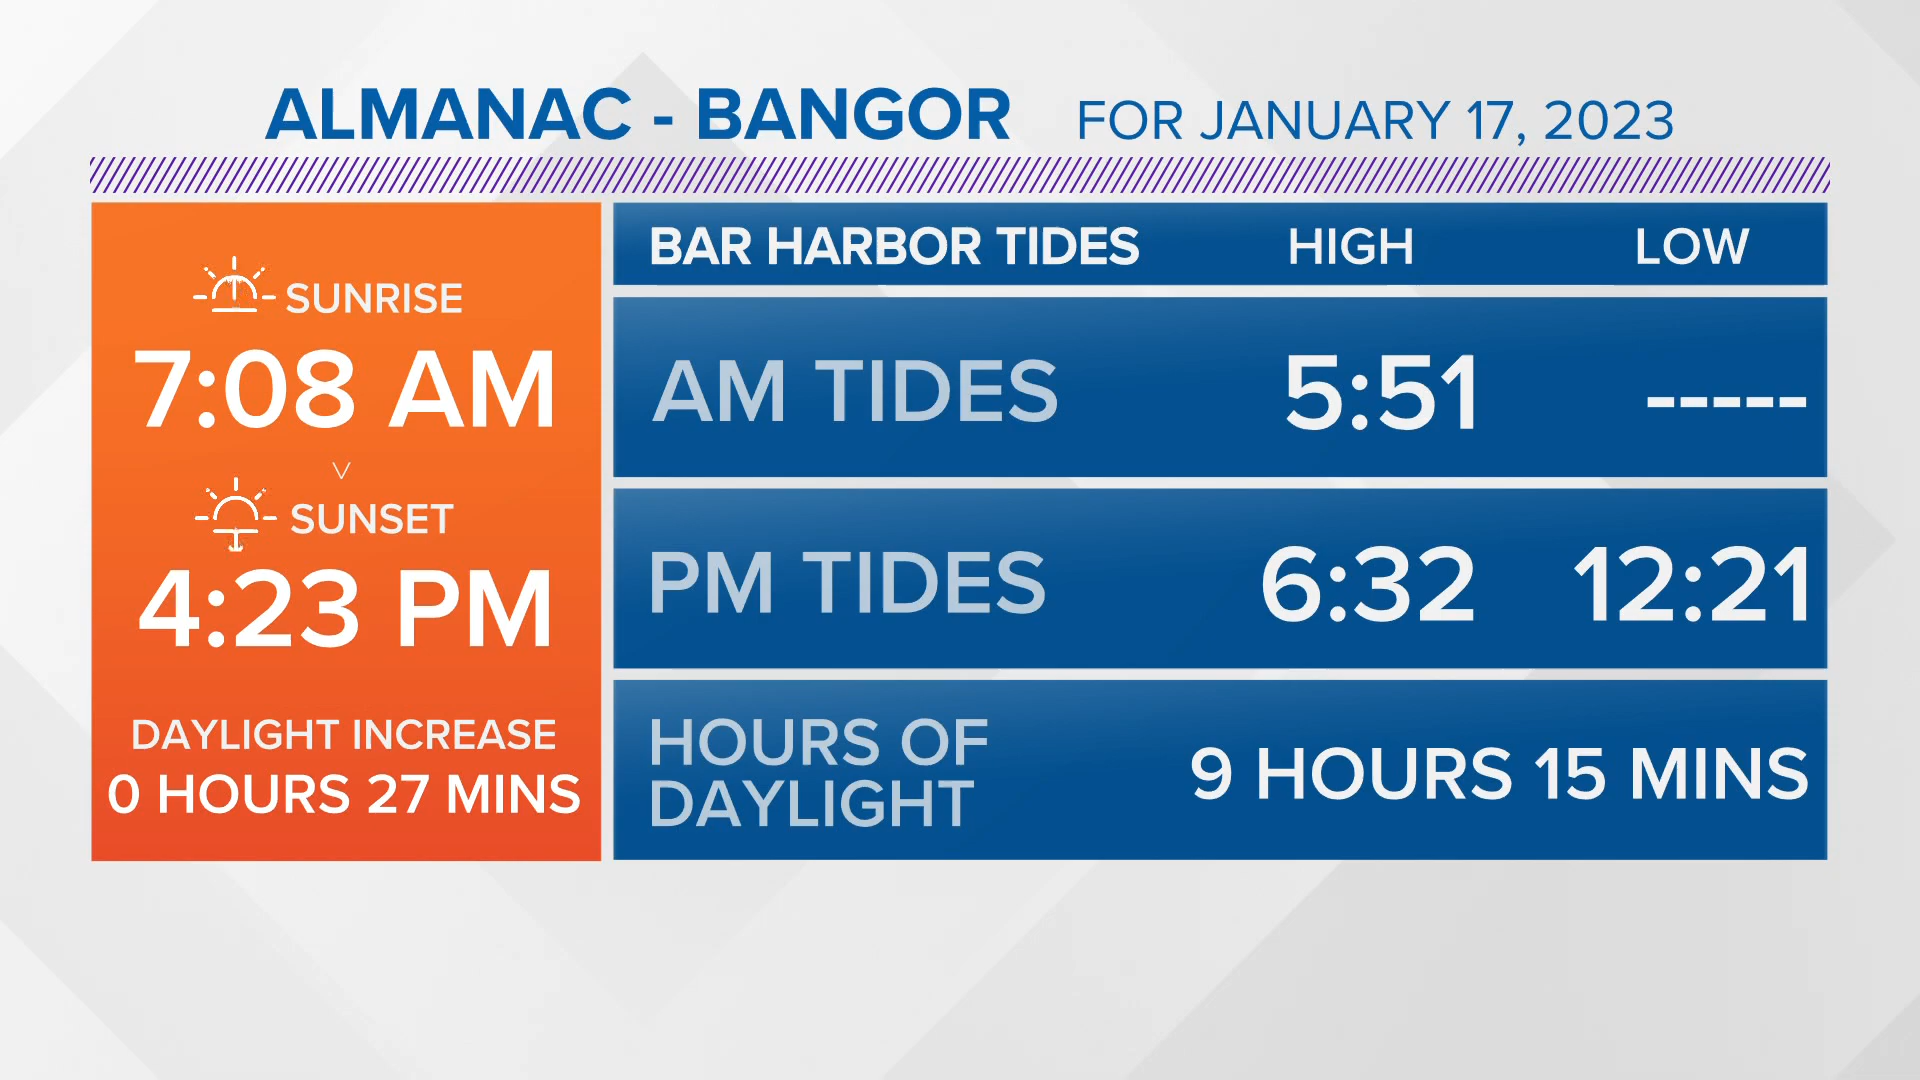 ALMANAC - BANGOR FOR JANUARY 17, 2023
SUNRISE
7:08 AM
SUNSET
4:23 PM
DAYLIGHT INCREASE
0 HOURS 27 MINS
BAR HARBOR TIDES HIGH LOW
AM TIDES 5:51 -----
PM TIDES 6:32 12:21
HOURS OF
DAYLIGHT
9 HOURS 15 MINS